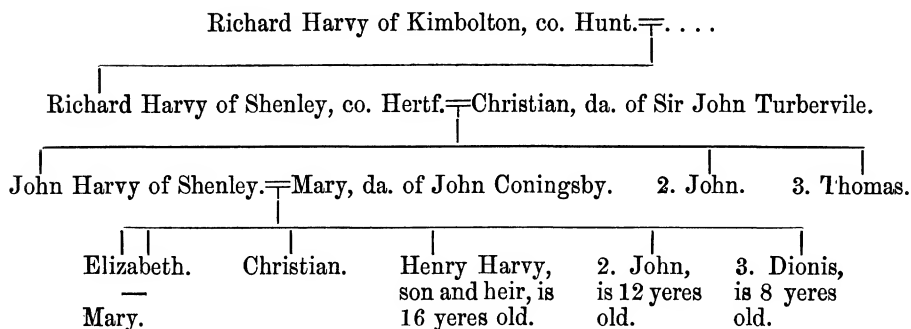 Richard Harvy of Kimbolton, co. Hunt.=. . . .
Richard Harvy of Shenley, co. Hertf.=Christian, da. of Sir John Turbervile.
John Harvy of Shenley.=Mary, da. of John Coningsby. 2. John. 3. Thomas.
Elizabeth. Christian. Henry Harvy, 2. John, 3. Dionis,
— son and heir, is is 12 yeres is 8 yeres
Mary. 16 yeres old. old. old.